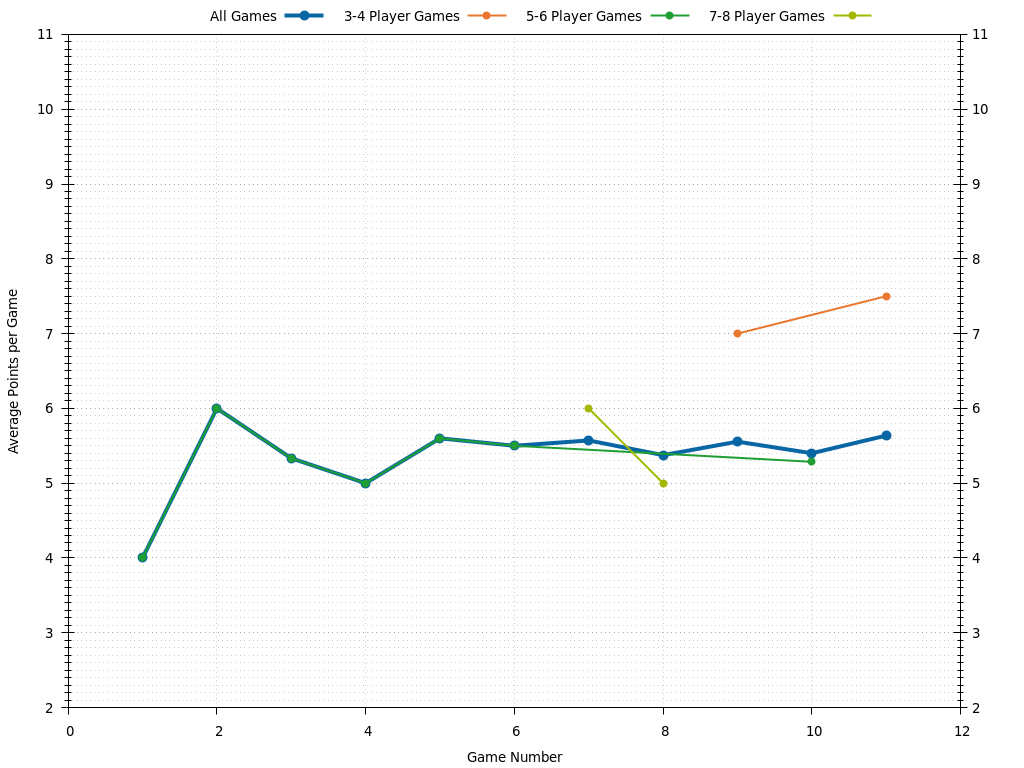 All Games 3-4 Player Games 5-6 Player Games 7-8 Player Games
11 11
10 10
9 9
8 8
7 7
6 6
5 5
4 4
3 3
2 2
0 2 4 6 8 10 12
Average Points per Game
Game Number